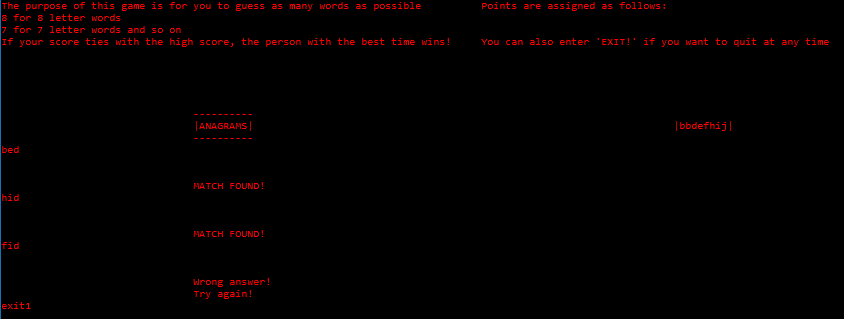 The purpose of this game is for you to guess as many words as possible Points are assigned as follows:
8 for 8 letter words
7 for 7 letter words and so on
If your score ties with the high score, the person with the best time wins! You can also enter 'EXIT!' if you want to quit at any time
----------
|ANAGRAMS| |bbdefhij|
----------
bed
MATCH FOUND!
hid
MATCH FOUND!
fid
Wrong answer!
Try again!
exit1